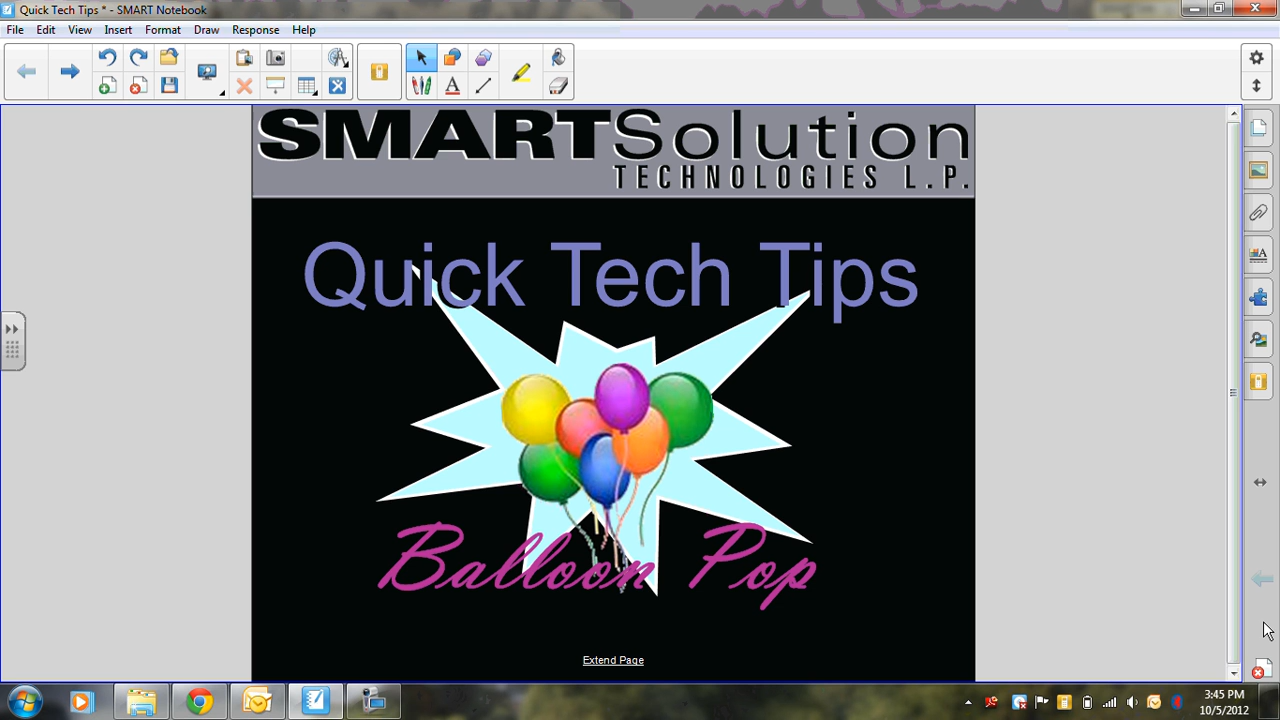 Quick Tech Tips * - SMART Notebook
File Edit View Insert Format Draw Response Help
SMARTSolution
TECHNOLOGIES L.P.
Quick Tech Tips
Balloon Pop
Extend Page
3:45 PM
10/5/2012